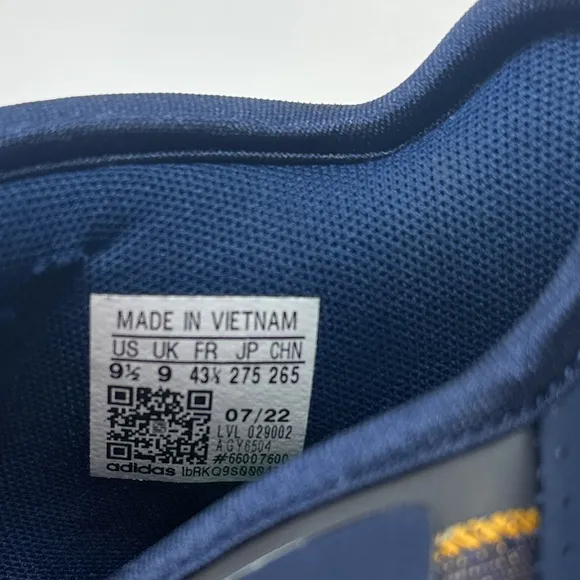 MADE IN VIETNAM
US UK FR JP CHN
9½ 9 43⅓ 275 265
07/22
LVL 029002
AGY6504
#66007600
adidas